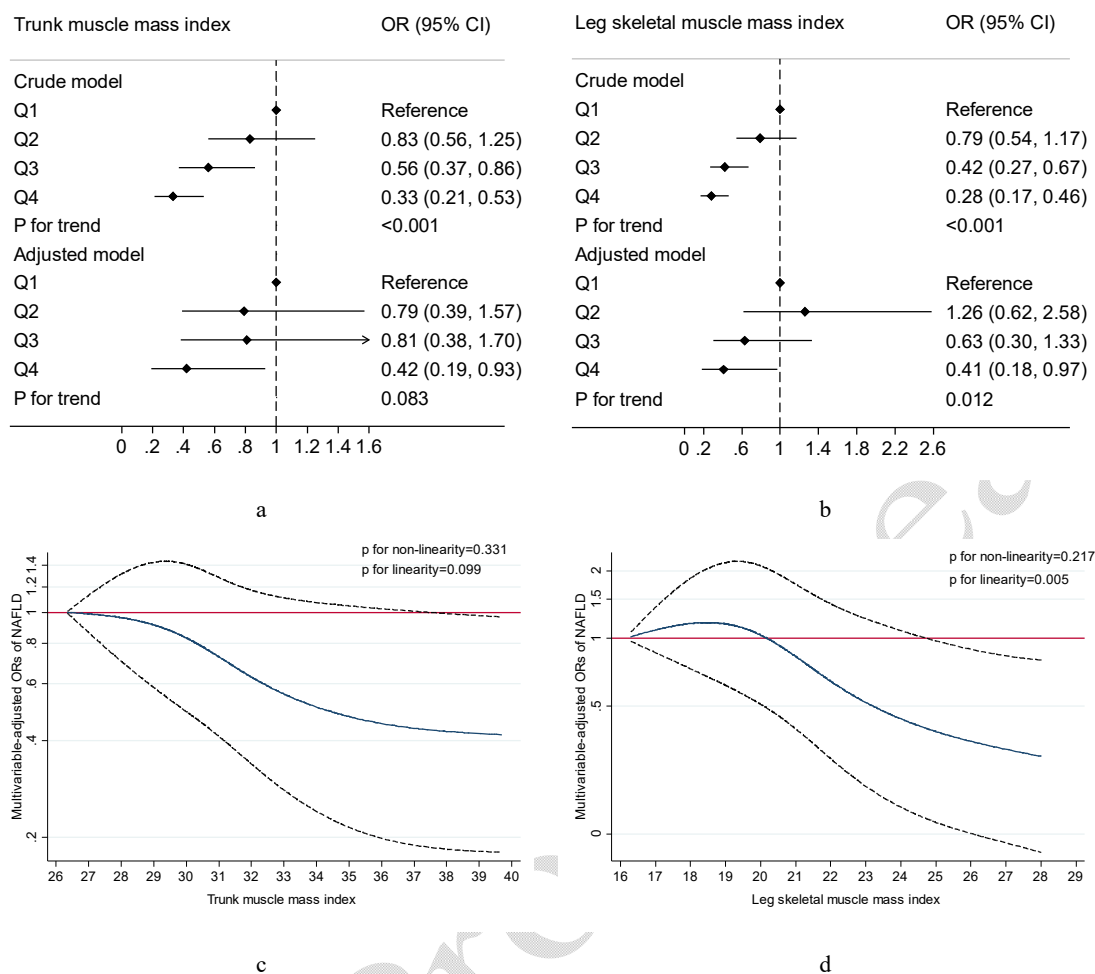 Trunk muscle mass index OR (95% CI)
Crude model
Q1 Reference
Q2 0.83 (0.56, 1.25)
Q3 0.56 (0.37, 0.86)
Q4 0.33 (0.21, 0.53)
P for trend <0.001
Adjusted model
Q1 Reference
Q2 0.79 (0.39, 1.57)
Q3 0.81 (0.38, 1.70)
Q4 0.42 (0.19, 0.93)
P for trend 0.083
0 .2 .4 .6 .8 1 1.2 1.4 1.6
a
Leg skeletal muscle mass index OR (95% CI)
Crude model
Q1 Reference
Q2 0.79 (0.54, 1.17)
Q3 0.42 (0.27, 0.67)
Q4 0.28 (0.17, 0.46)
P for trend <0.001
Adjusted model
Q1 Reference
Q2 1.26 (0.62, 2.58)
Q3 0.63 (0.30, 1.33)
Q4 0.41 (0.18, 0.97)
P for trend 0.012
0 .2 .6 1 1.4 1.8 2.2 2.6
b
p for non-linearity=0.331
p for linearity=0.099
Multivariable-adjusted ORs of NAFLD
1.4
1.2
1
.8
.6
.4
.2
26 27 28 29 30 31 32 33 34 35 36 37 38 39 40
Trunk muscle mass index
c
p for non-linearity=0.217
p for linearity=0.005
Multivariable-adjusted ORs of NAFLD
2
1.5
1
.5
0
16 17 18 19 20 21 22 23 24 25 26 27 28 29
Leg skeletal muscle mass index
d